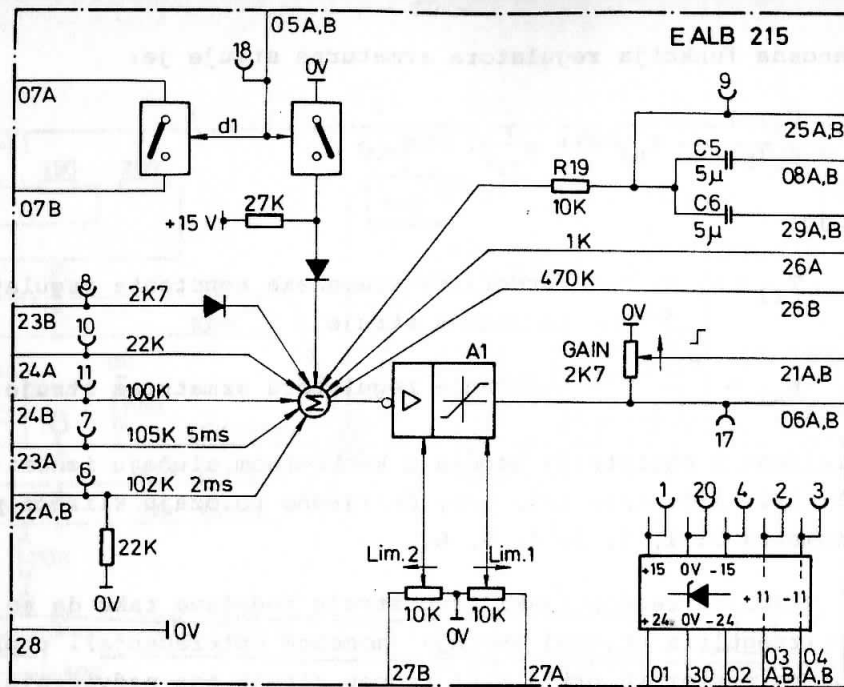 E ALB 215
05A,B
18
0V
9
07A
d1
25A,B
C5
5µ
08A,B
R19
10K
C6
5µ
29A,B
07B
27K
+15 V
1K
26A
470K
26B
8
2K7
23B
10
22K
24A
11
100K
24B
7
105K 5ms
23A
6
102K 2ms
22A,B
Σ
A1
0V
GAIN
2K7
21A,B
06A,B
17
22K
0V
Lim.2
Lim.1
10K
10K
0V
0V
28
27B
27A
1
20
4
2
3
+15
0V
-15
+11
-11
+24
0V
-24
01
30
02
03
A,B
04
A,B